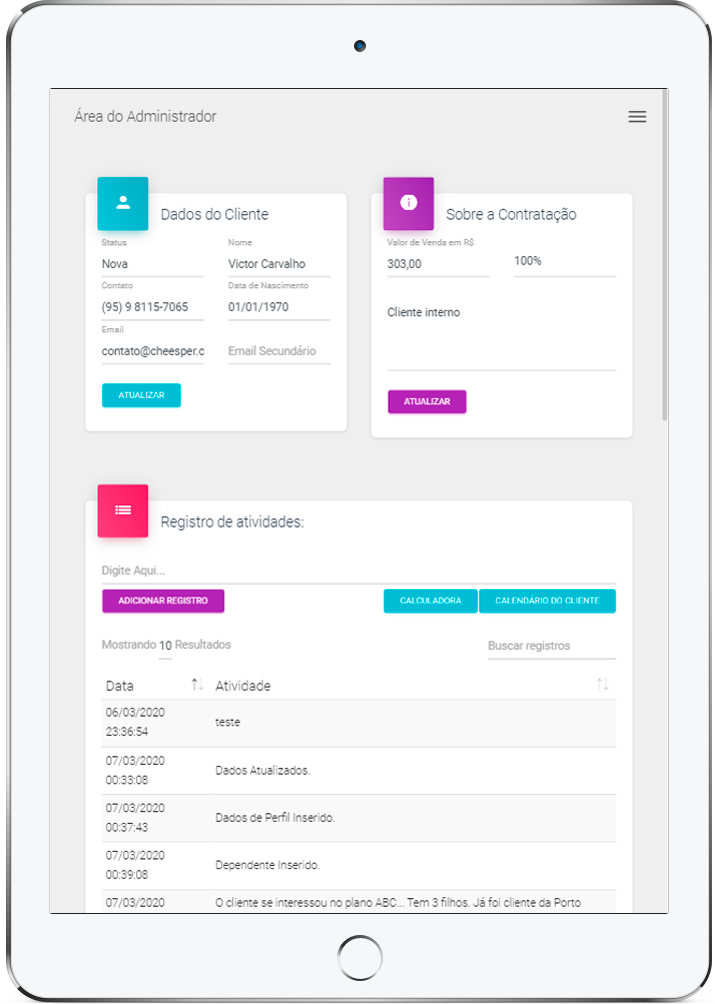 Área do Administrador
Dados do Cliente
Status
Nome
Nova
Victor Carvalho
Contato
Data de Nascimento
(95) 9 8115-7065
01/01/1970
Email
contato@cheesper.c
Email Secundário
ATUALIZAR
Sobre a Contratação
Valor de Venda em R$
303,00
100%
Cliente interno
ATUALIZAR
Registro de atividades:
Digite Aqui...
ADICIONAR REGISTRO
CALCULADORA
CALENDÁRIO DO CLIENTE
Mostrando 10 Resultados
Buscar registros
Data
Atividade
06/03/2020
23:36:54
teste
07/03/2020
00:33:08
Dados Atualizados.
07/03/2020
00:37:43
Dados de Perfil Inserido.
07/03/2020
00:39:08
Dependente Inserido.
07/03/2020
O cliente se interessou no plano ABC... Tem 3 filhos. Já foi cliente da Porto